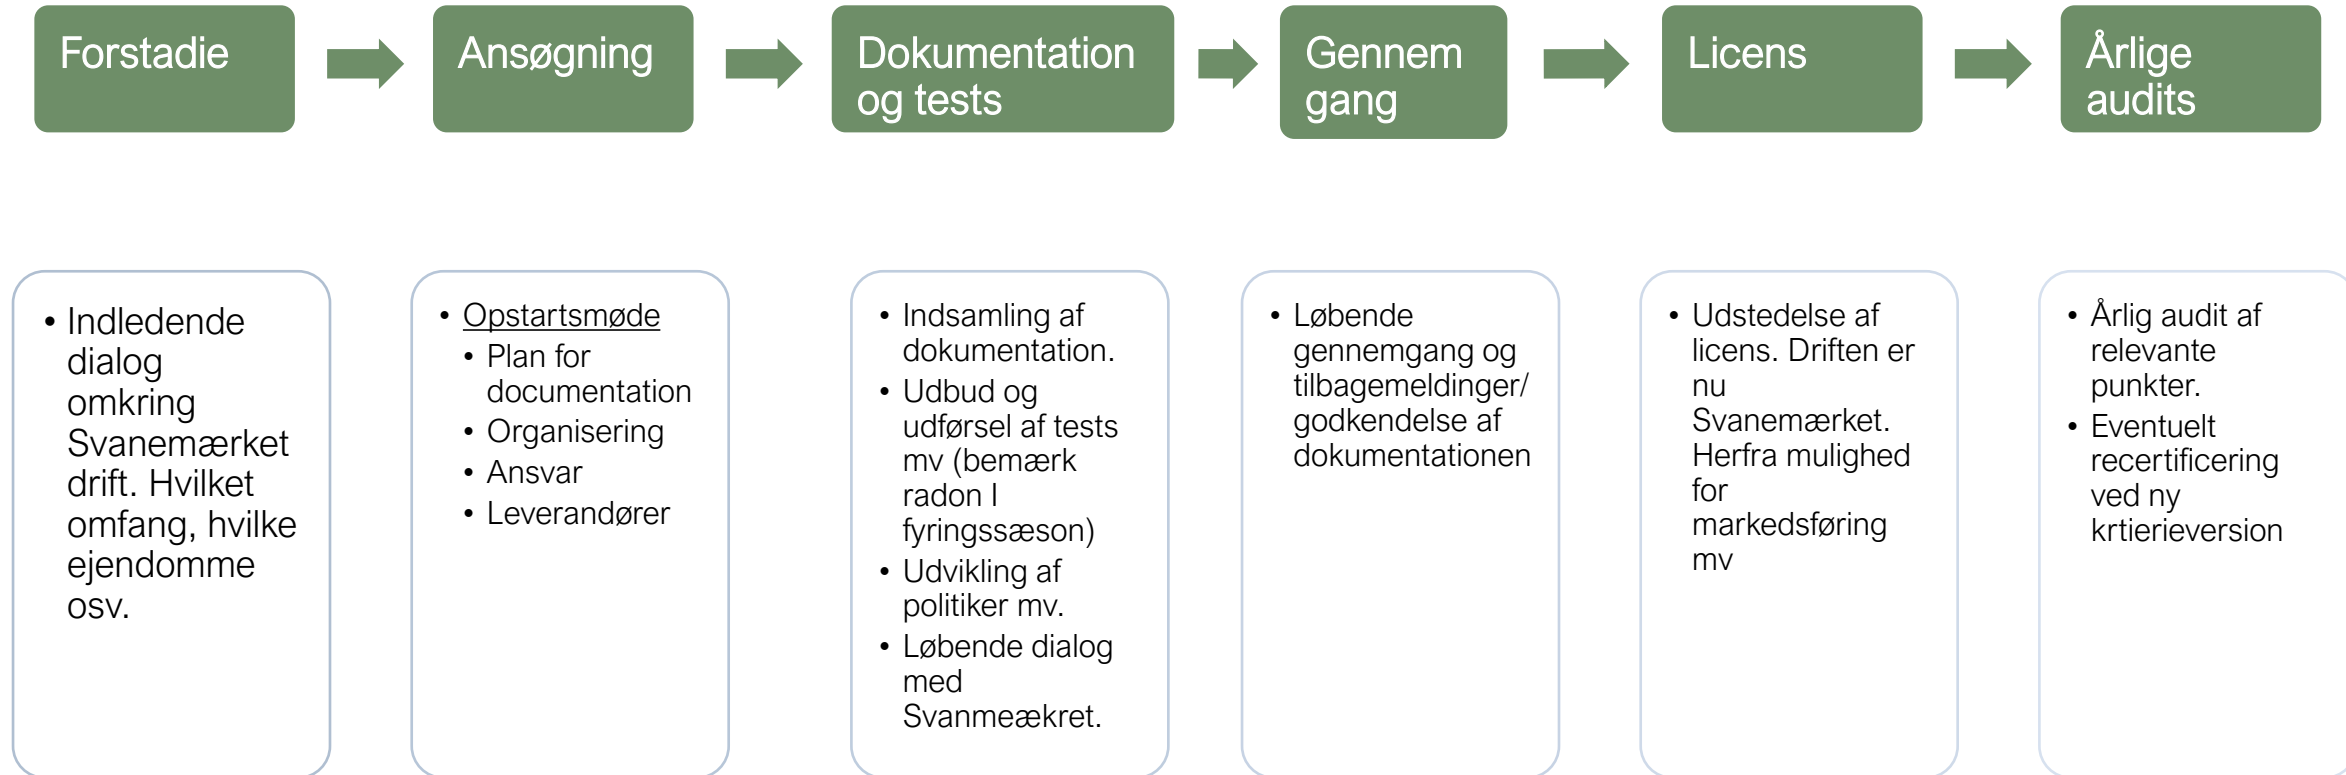 Forstadie
Ansøgning
Dokumentation
og tests
Gennem
gang
Licens
Årlige
audits
• Indledende
dialog
omkring
Svanemærket
drift. Hvilket
omfang, hvilke
ejendomme
osv.
• Opstartsmøde
• Plan for
documentation
• Organisering
• Ansvar
• Leverandører
• Indsamling af
dokumentation.
• Udbud og
udførsel af tests
mv (bemærk
radon I
fyringssæson)
• Udvikling af
politiker mv.
• Løbende dialog
med
Svanmeækret.
• Løbende
gennemgang og
tilbagemeldinger/
godkendelse af
dokumentationen
• Udstedelse af
licens. Driften er
nu
Svanemærket.
Herfra mulighed
for
markedsføring
mv
• Årlig audit af
relevante
punkter.
• Eventuelt
recertificering
ved ny
krtierieversion